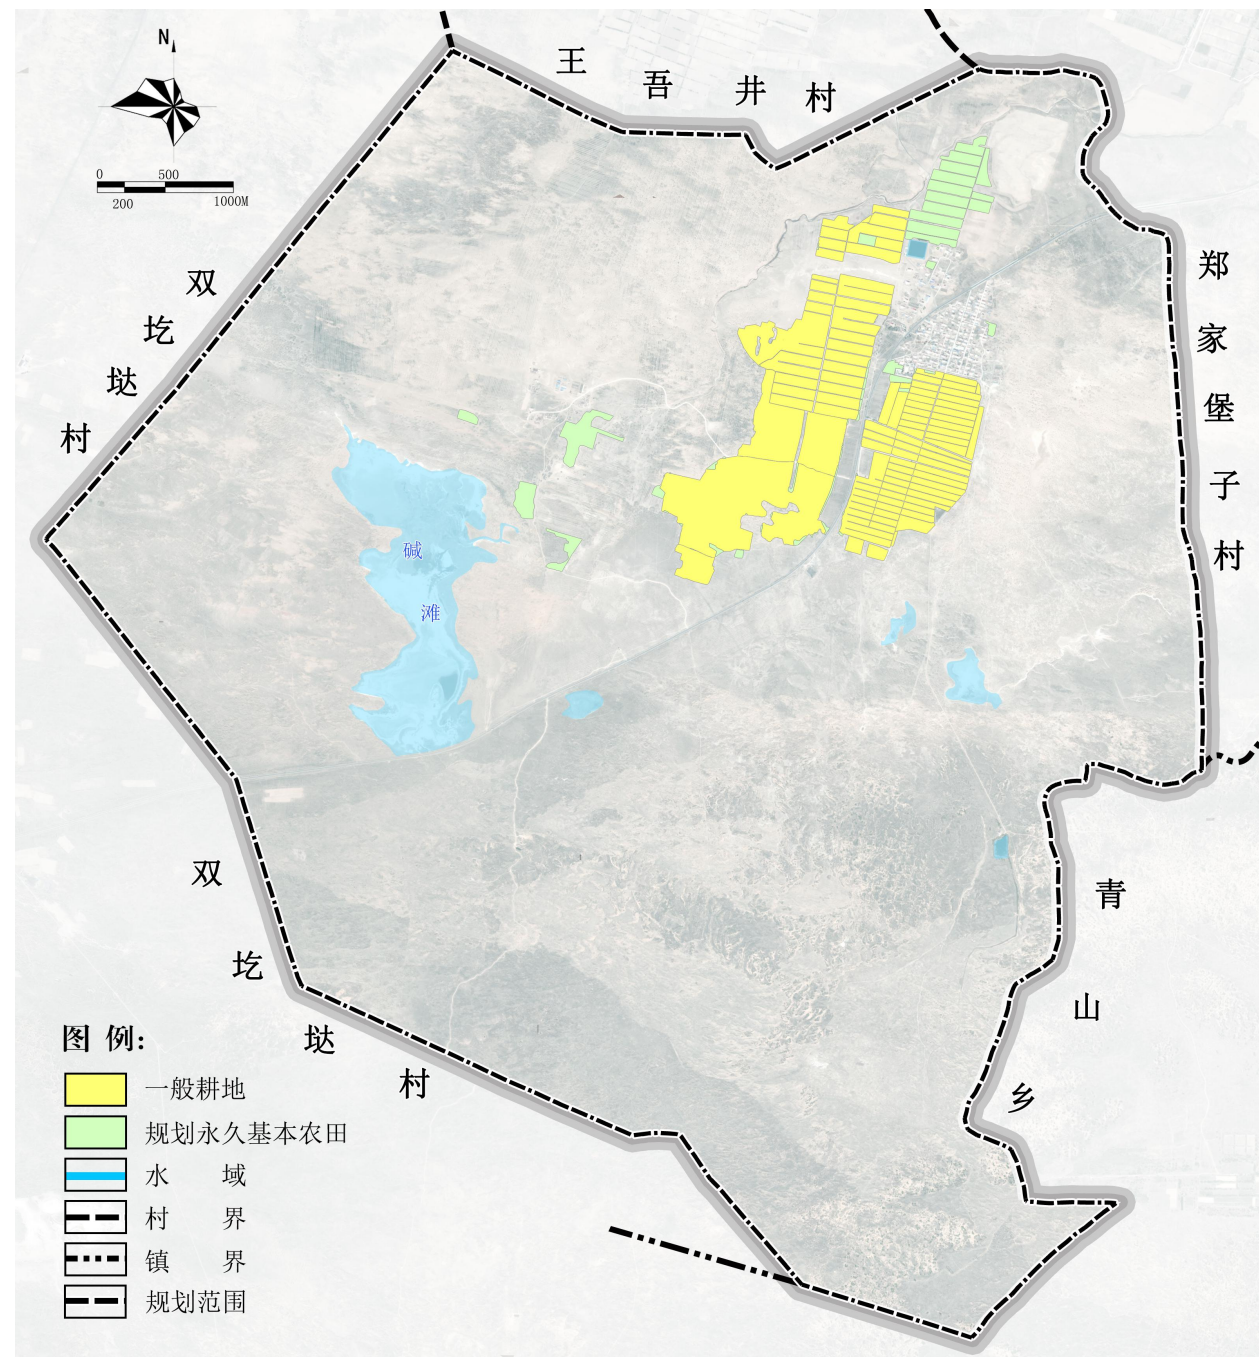 N
0 500
200 1000M
王吾井村
双圪垯村
郑家堡子村
碱滩
双圪垯村
青山乡
图 例:
一般耕地
规划永久基本农田
水 域
村 界
镇 界
规划范围